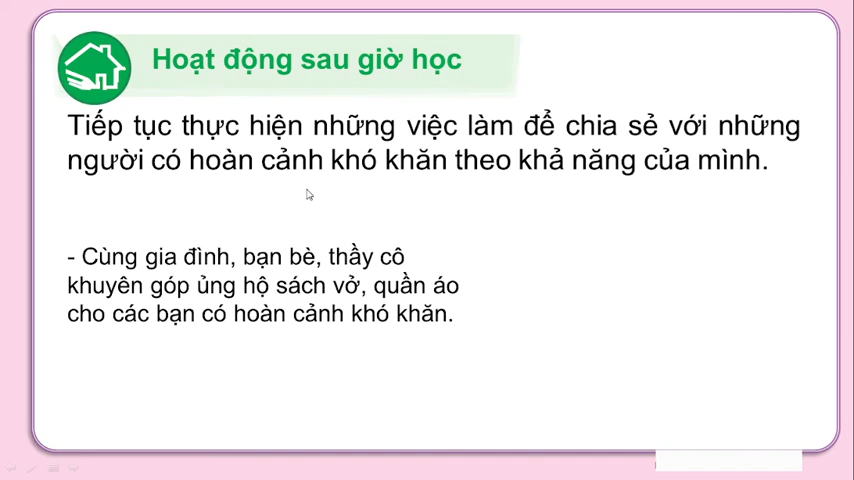 Hoạt động sau giờ học
Tiếp tục thực hiện những việc làm để chia sẻ với những
người có hoàn cảnh khó khăn theo khả năng của mình.
- Cùng gia đình, bạn bè, thầy cô
khuyên góp ủng hộ sách vở, quần áo
cho các bạn có hoàn cảnh khó khăn.